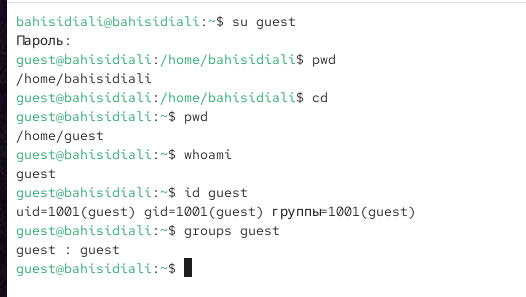 bahisidiali@bahisidiali:~$ su guest
Пароль:
guest@bahisidiali:/home/bahisidiali$ pwd
/home/bahisidiali
guest@bahisidiali:/home/bahisidiali$ cd
guest@bahisidiali:~$ pwd
/home/guest
guest@bahisidiali:~$ whoami
guest
guest@bahisidiali:~$ id guest
uid=1001(guest) gid=1001(guest) группы=1001(guest)
guest@bahisidiali:~$ groups guest
guest : guest
guest@bahisidiali:~$